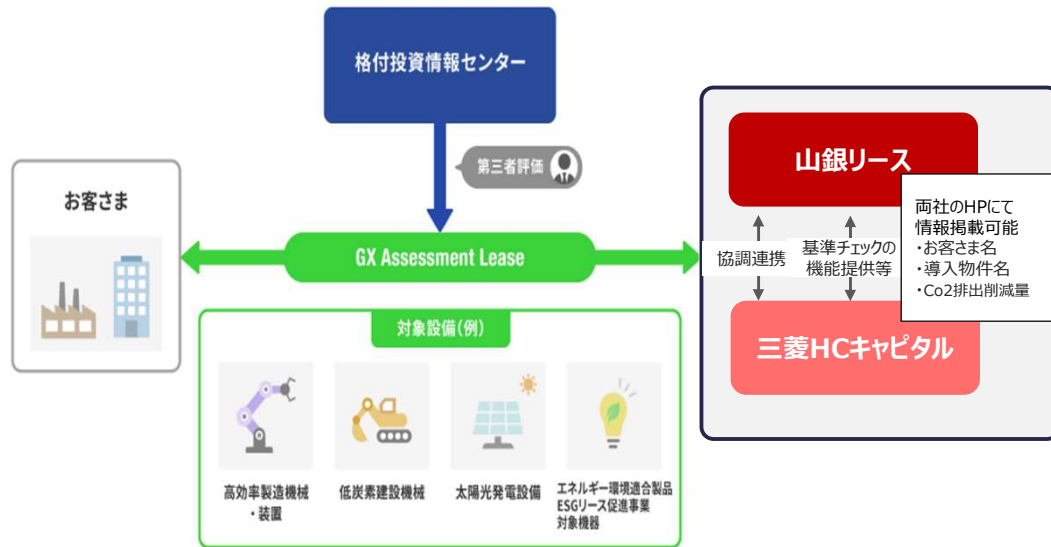 格付投資情報センター
第三者評価
お客さま
GX Assessment Lease
山銀リース
協調連携
基準チェックの
機能提供等
両社のHPにて
情報掲載可能
・お客さま名
・導入物件名
・Co2排出削減量
三菱HCキャピタル
対象設備(例)
高効率製造機械
・装置
低炭素建設機械
太陽光発電設備
エネルギー環境適合製品
ESGリース促進事業
対象機器